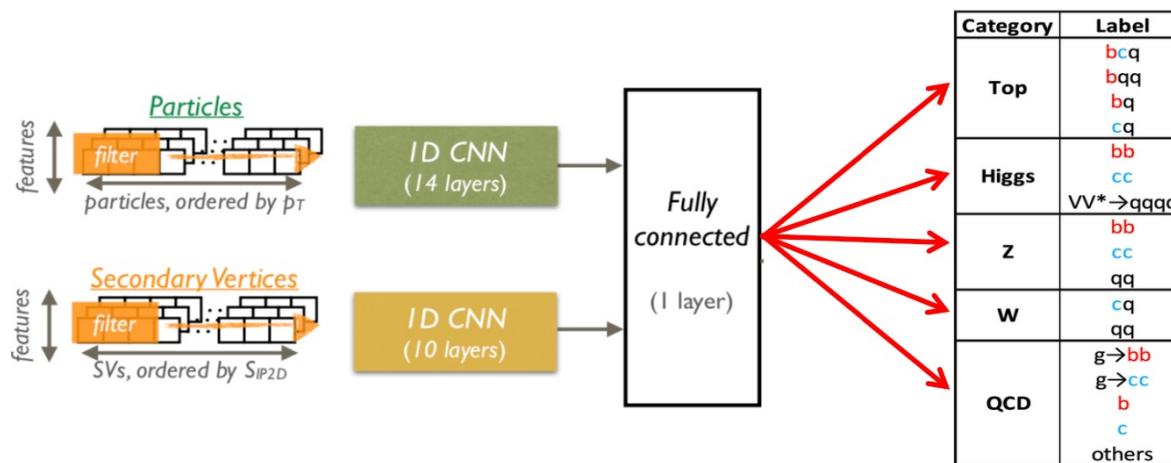 Particles
features
filter
particles, ordered by pT
1D CNN
(14 layers)
Secondary Vertices
features
filter
SVs, ordered by SIP2D
1D CNN
(10 layers)
Fully
connected
(1 layer)
Category Label
Top
bcq
bqq
bq
cq
Higgs
bb
cc
VV*→qqqq
Z
bb
cc
qq
W
cq
qq
QCD
g→bb
g→cc
b
c
others